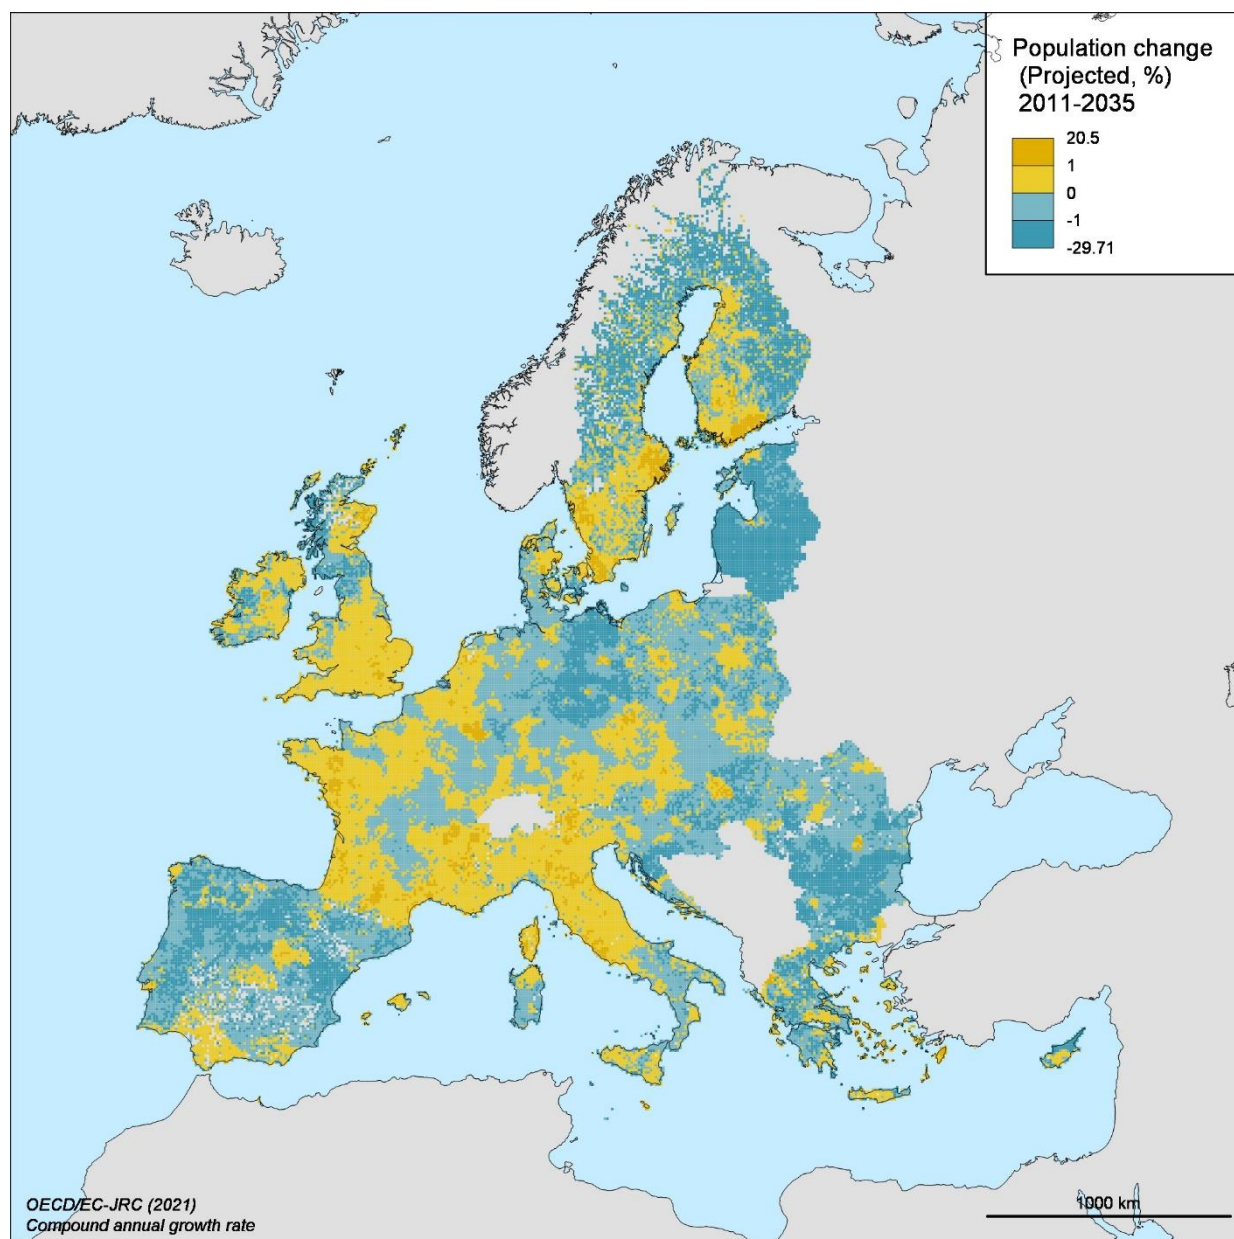 Population change
(Projected, %)
2011-2035
20.5
1
0
-1
-29.71
OECD/EC-JRC (2021)
Compound annual growth rate
1000 km